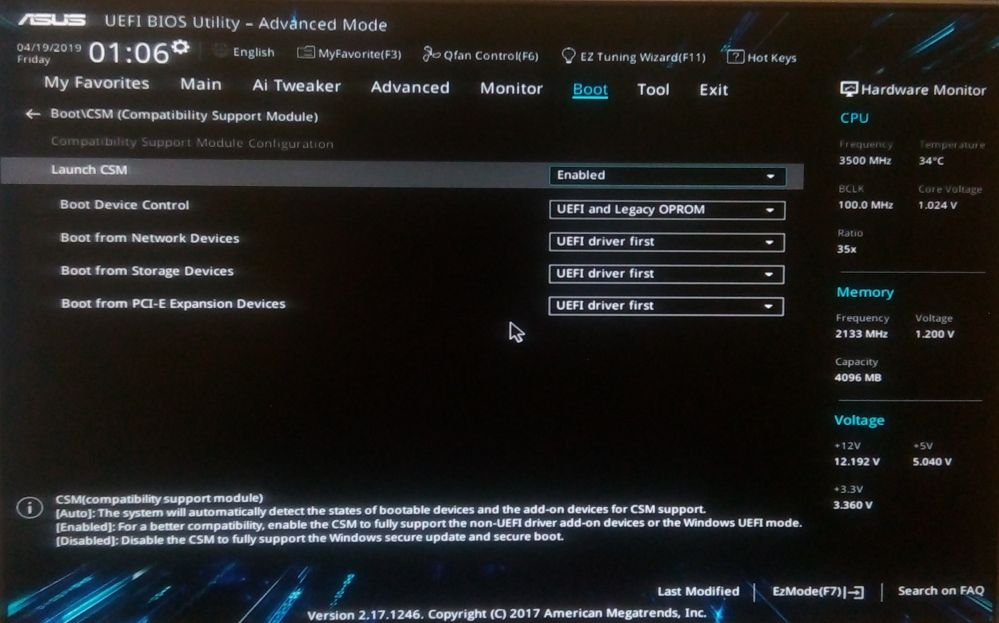 ASUS UEFI BIOS Utility – Advanced Mode
04/19/2019 Friday 01:06 English MyFavorite(F3) Qfan Control(F6) EZ Tuning Wizard(F11) ? Hot Keys
My Favorites Main Ai Tweaker Advanced Monitor Boot Tool Exit
← Boot\CSM (Compatibility Support Module)
Compatibility Support Module Configuration
Launch CSM Enabled
Boot Device Control UEFI and Legacy OPROM
Boot from Network Devices UEFI driver first
Boot from Storage Devices UEFI driver first
Boot from PCI-E Expansion Devices UEFI driver first
CSM(compatibility support module)
[Auto]: The system will automatically detect the states of bootable devices and the add-on devices for CSM support.
[Enabled]: For a better compatibility, enable the CSM to fully support the non-UEFI driver add-on devices or the Windows UEFI mode.
[Disabled]: Disable the CSM to fully support the Windows secure update and secure boot.
Hardware Monitor
CPU
Frequency Temperature
3500 MHz 34°C
BCLK Core Voltage
100.0 MHz 1.024 V
Ratio
35x
Memory
Frequency Voltage
2133 MHz 1.200 V
Capacity
4096 MB
Voltage
+12V +5V
12.192 V 5.040 V
+3.3V
3.360 V
Last Modified EzMode(F7) Search on FAQ
Version 2.17.1246. Copyright (C) 2017 American Megatrends, Inc.